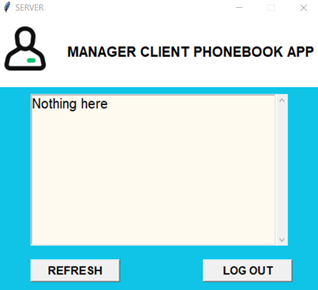 SERVER
MANAGER CLIENT PHONEBOOK APP
Nothing here
REFRESH
LOG OUT